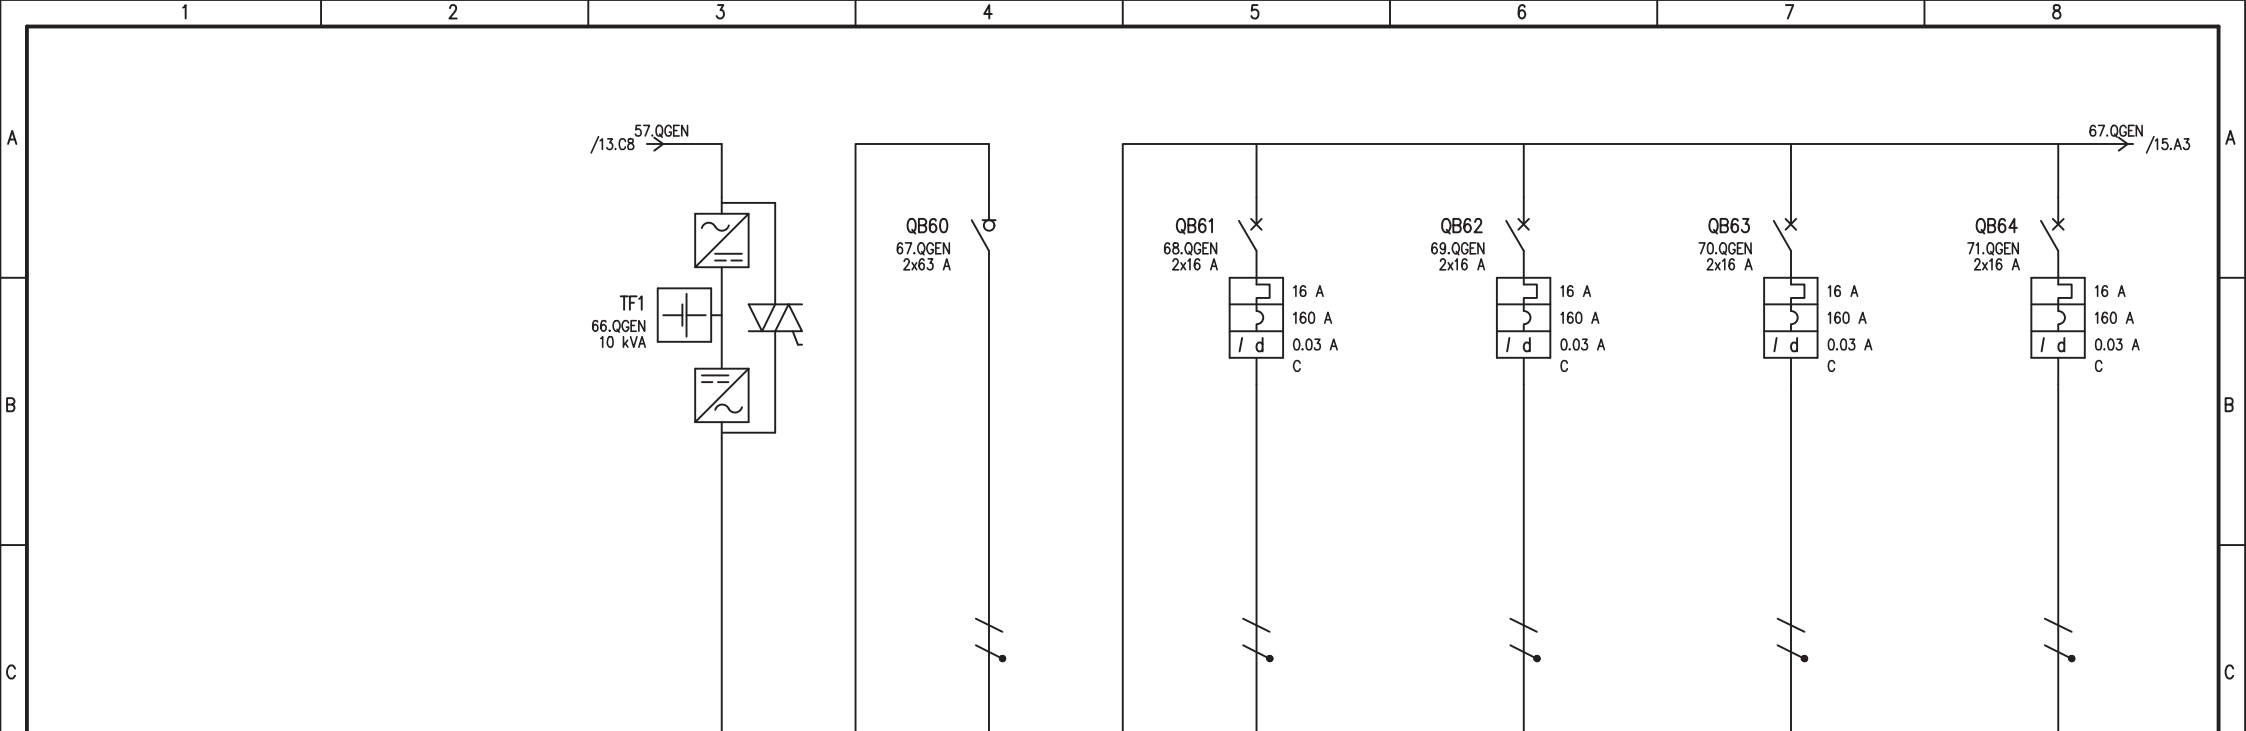 1 2 3 4 5 6 7 8
A A
57.QGEN
/13.C8
67.QGEN
/15.A3
QB60
67.QGEN
2x63 A
QB61
68.QGEN
2x16 A
16 A
160 A
I d 0.03 A
C
QB62
69.QGEN
2x16 A
16 A
160 A
I d 0.03 A
C
QB63
70.QGEN
2x16 A
16 A
160 A
I d 0.03 A
C
QB64
71.QGEN
2x16 A
16 A
160 A
I d 0.03 A
C
TF1
66.QGEN
10 kVA
B B
C C